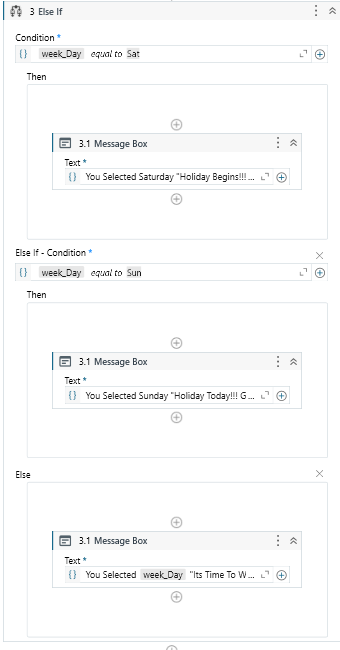 3 Else If
Condition *
{} week_Day equal to Sat
Then
3.1 Message Box
Text *
{} You Selected Saturday "Holiday Begins!!! ...
Else If - Condition *
{} week_Day equal to Sun
Then
3.1 Message Box
Text *
{} You Selected Sunday "Holiday Today!!! G...
Else
3.1 Message Box
Text *
{} You Selected week_Day "Its Time To W...